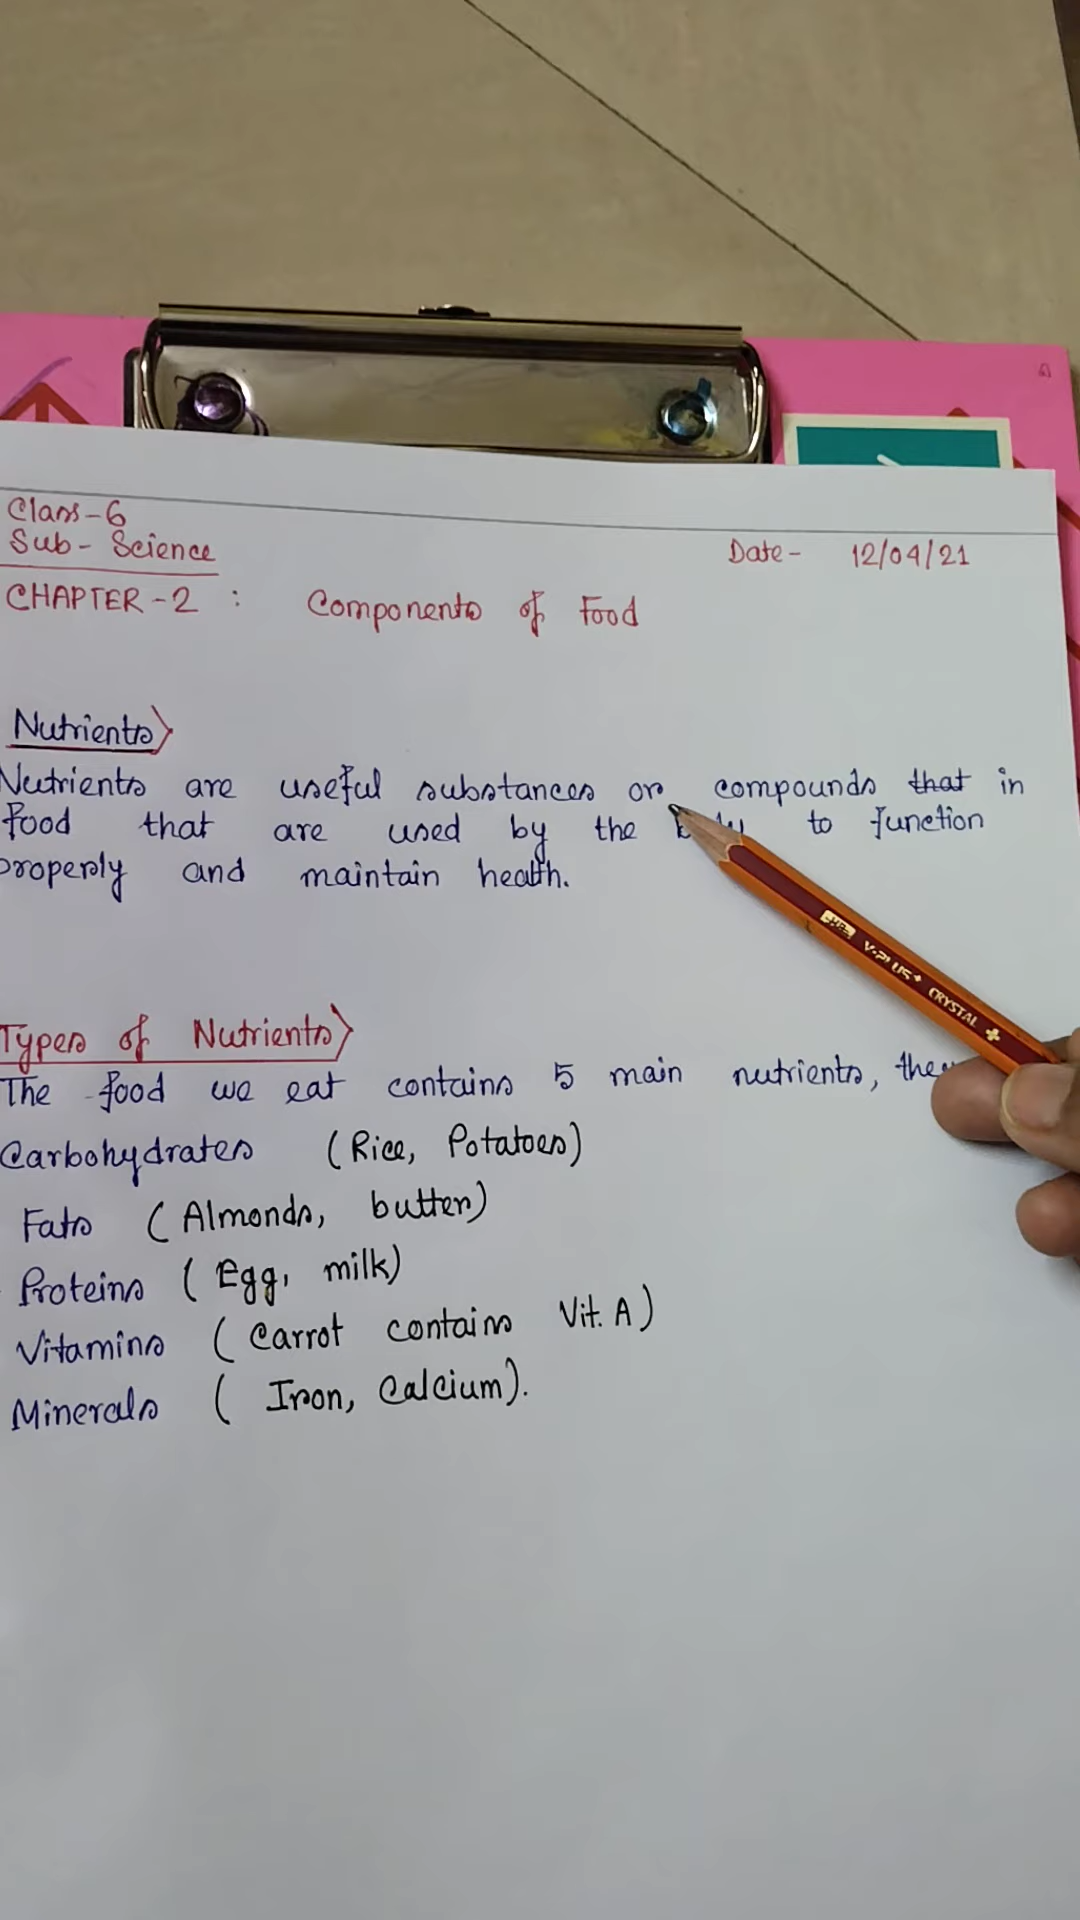 Class-6
Sub- Science
Date- 12/04/21
CHAPTER-2 : Components of Food
Nutrients
Nutrients are useful substances or compounds that in
food that are used by the to function
properly and maintain health.
Types of Nutrients
The food we eat contains 5 main nutrients,
Carbohydrates (Rice, Potatoes)
Fats (Almonds, butter)
Proteins (Egg, milk)
Vitamins (Carrot contains Vit. A)
Minerals (Iron, Calcium).
HB V-PLUS+ CRYSTAL